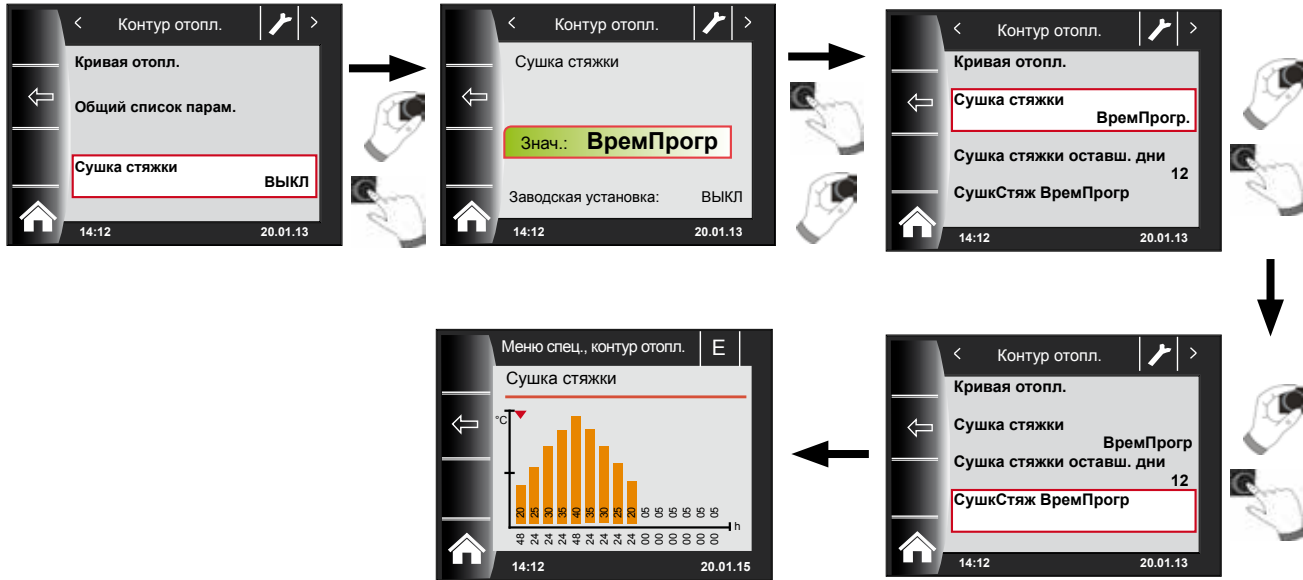 Контур отопл.
Кривая отопл.
Общий список парам.
Сушка стяжки
ВЫКЛ
14:12 20.01.13
Контур отопл.
Сушка стяжки
Знач.: ВремПрогр
Заводская установка: ВЫКЛ
14:12 20.01.13
Контур отопл.
Кривая отопл.
Сушка стяжки
ВремПрогр.
Сушка стяжки оставш. дни
12
СушкСтяж ВремПрогр
14:12 20.01.13
Контур отопл.
Кривая отопл.
Сушка стяжки
ВремПрогр
Сушка стяжки оставш. дни
12
СушкСтяж ВремПрогр
14:12 20.01.13
Меню спец., контур отопл. E
Сушка стяжки
°C
20 25 30 35 40 35 30 25 20 05 05 05 05 05 05
h
48 24 24 24 48 24 24 24 24 00 00 00 00 00 00
14:12 20.01.15